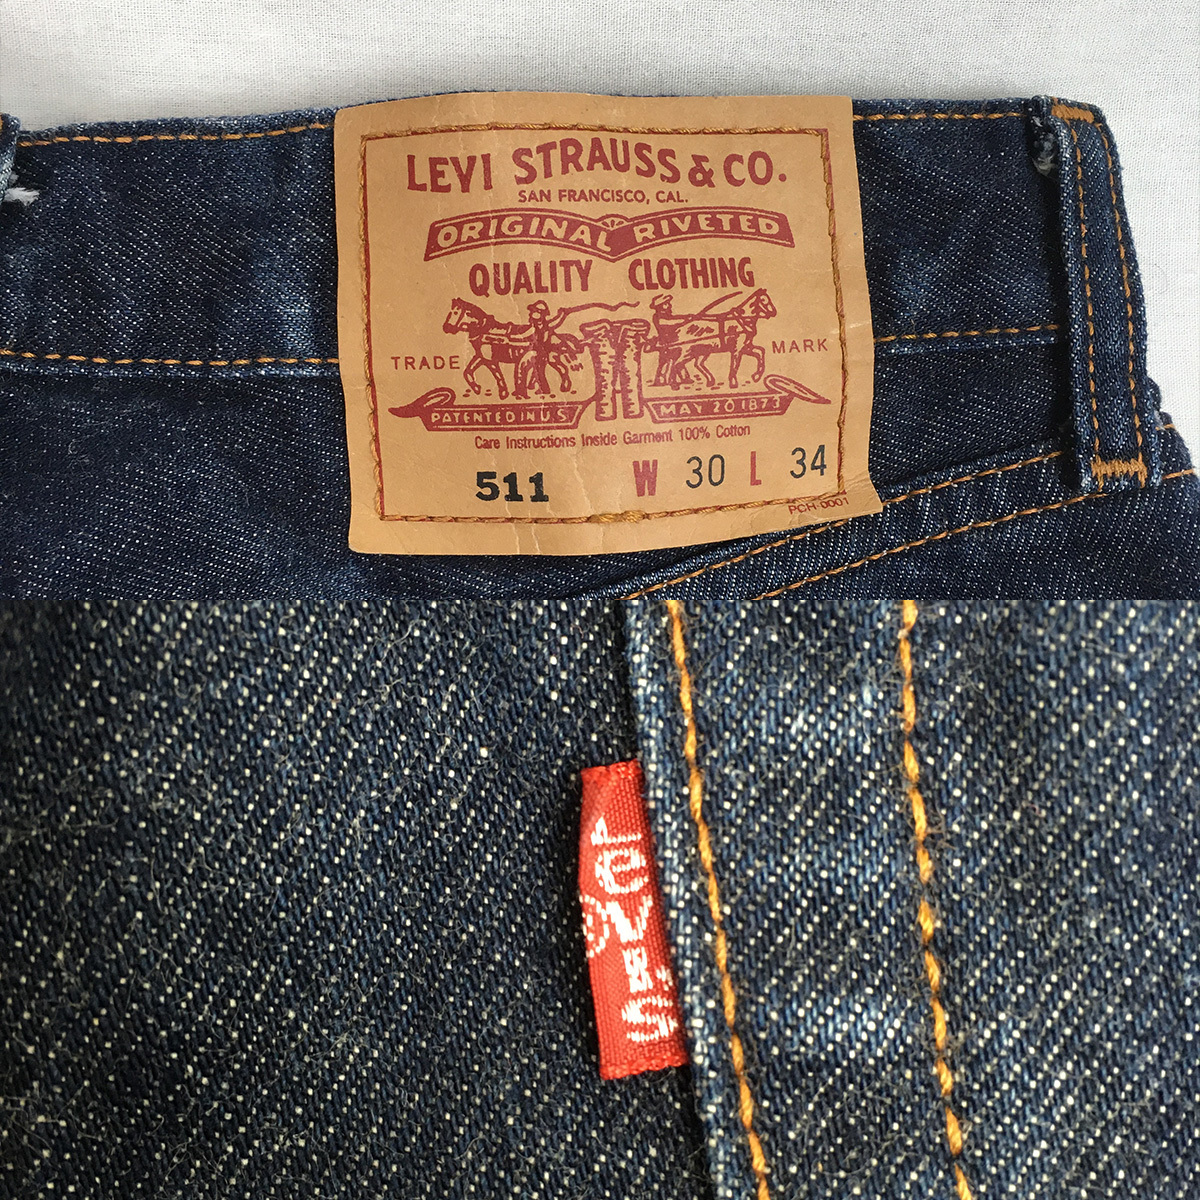 LEVI STRAUSS & CO.
SAN FRANCISCO, CAL.
ORIGINAL RIVETED
QUALITY CLOTHING
TRADE MARK
PATENTED IN U.S. MAY 20 1873
Care Instructions Inside Garment 100% Cotton
511 W 30 L 34
PCH-0001
LeVI'S